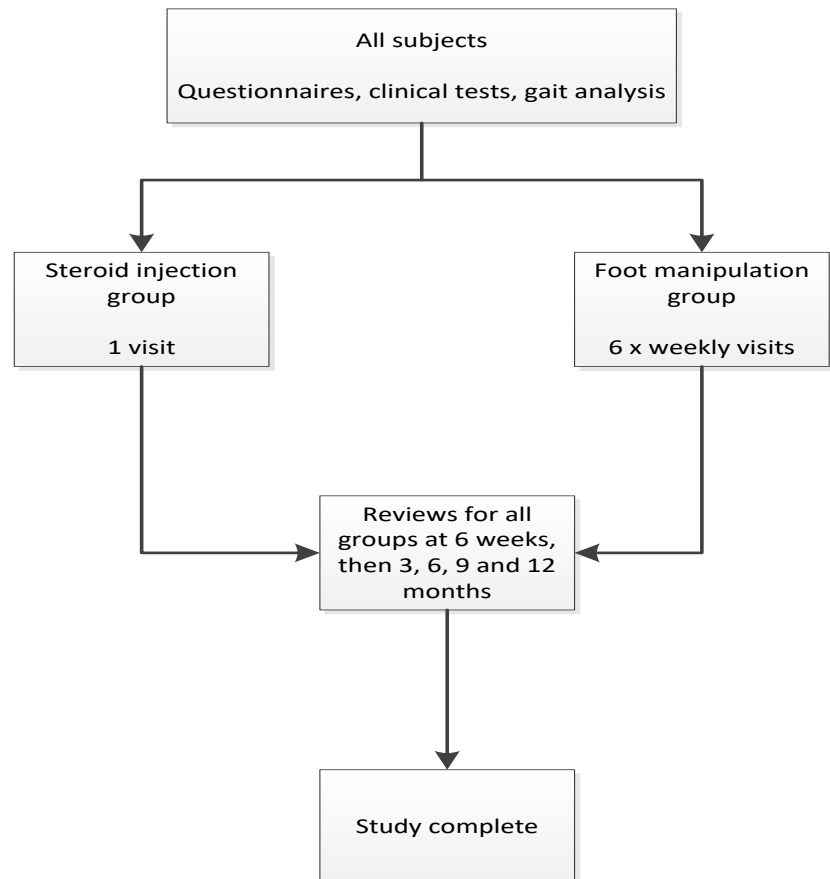 All subjects
Questionnaires, clinical tests, gait analysis
Steroid injection
group
1 visit
Foot manipulation
group
6 x weekly visits
Reviews for all
groups at 6 weeks,
then 3, 6, 9 and 12
months
Study complete